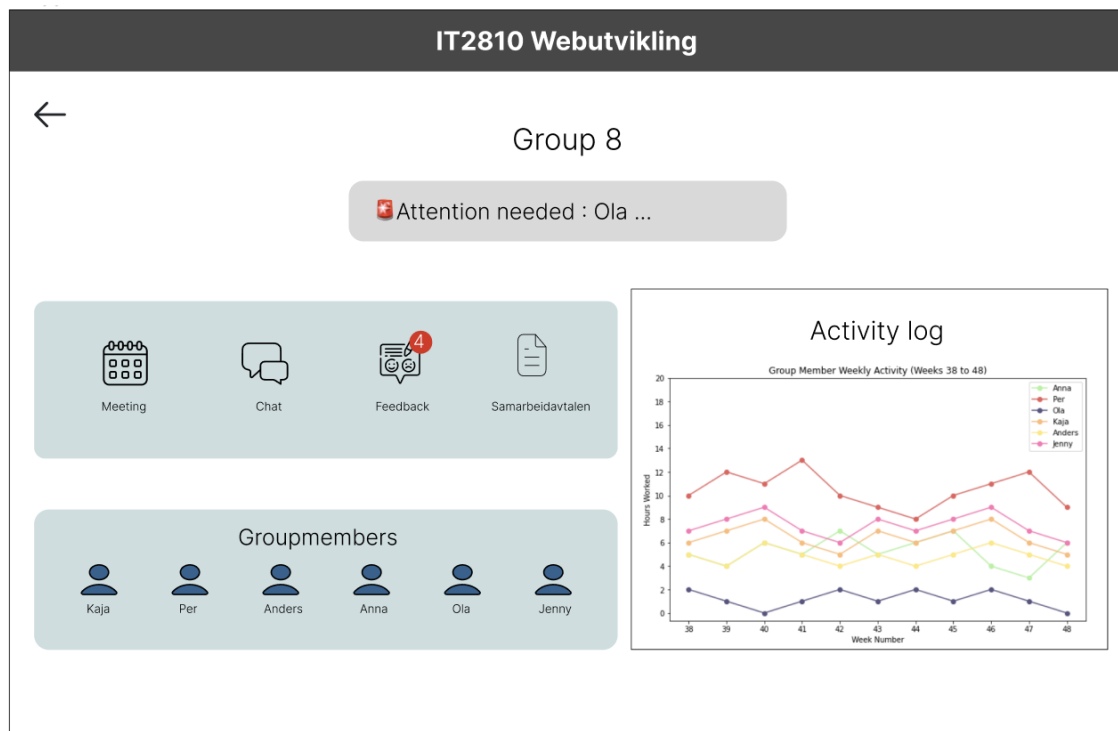 IT2810 Webutvikling
Group 8
Attention needed : Ola ...
Meeting
Chat
4
Feedback
Samarbeidavtalen
Groupmembers
Kaja
Per
Anders
Anna
Ola
Jenny
Activity log
Group Member Weekly Activity (Weeks 38 to 48)
Anna
Per
Ola
Kaja
Anders
Jenny
Hours Worked
20
18
16
14
12
10
8
6
4
2
0
38 39 40 41 42 43 44 45 46 47 48
Week Number